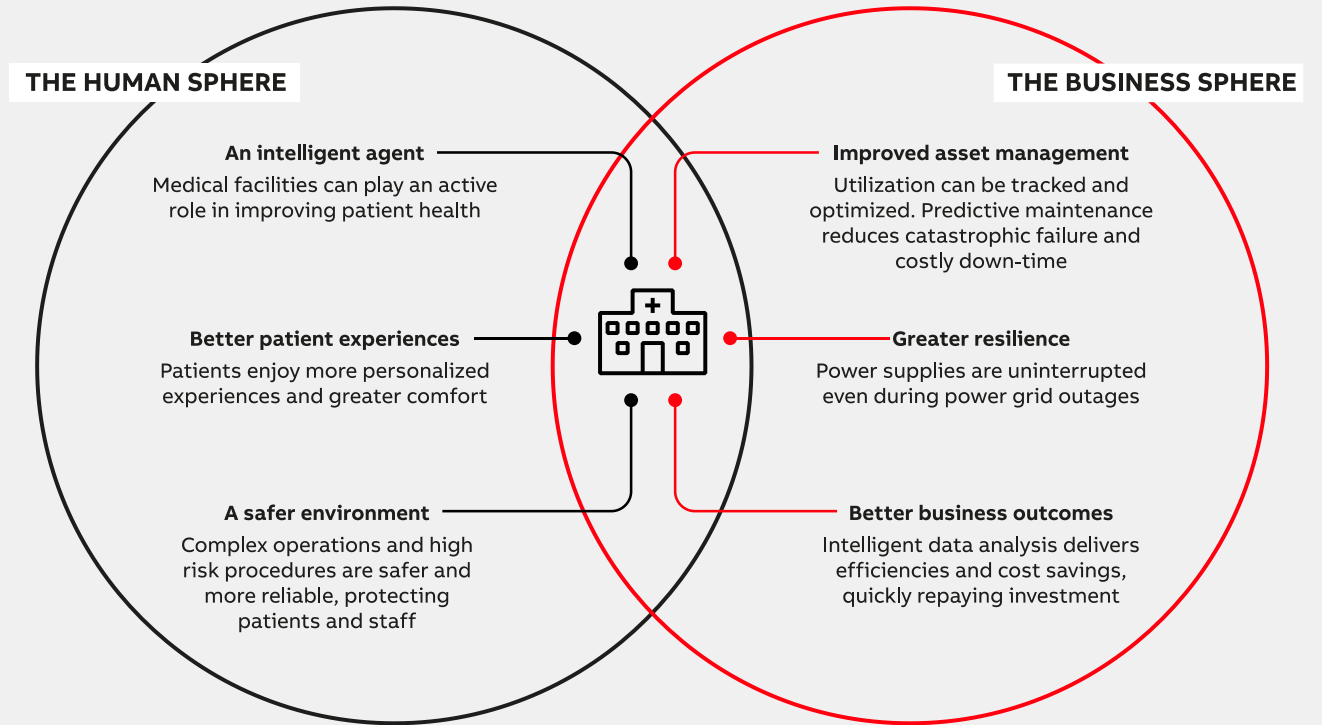 THE HUMAN SPHERE
An intelligent agent
Medical facilities can play an active
role in improving patient health
Better patient experiences
Patients enjoy more personalized
experiences and greater comfort
A safer environment
Complex operations and high
risk procedures are safer and
more reliable, protecting
patients and staff
THE BUSINESS SPHERE
Improved asset management
Utilization can be tracked and
optimized. Predictive maintenance
reduces catastrophic failure and
costly down-time
Greater resilience
Power supplies are uninterrupted
even during power grid outages
Better business outcomes
Intelligent data analysis delivers
efficiencies and cost savings,
quickly repaying investment